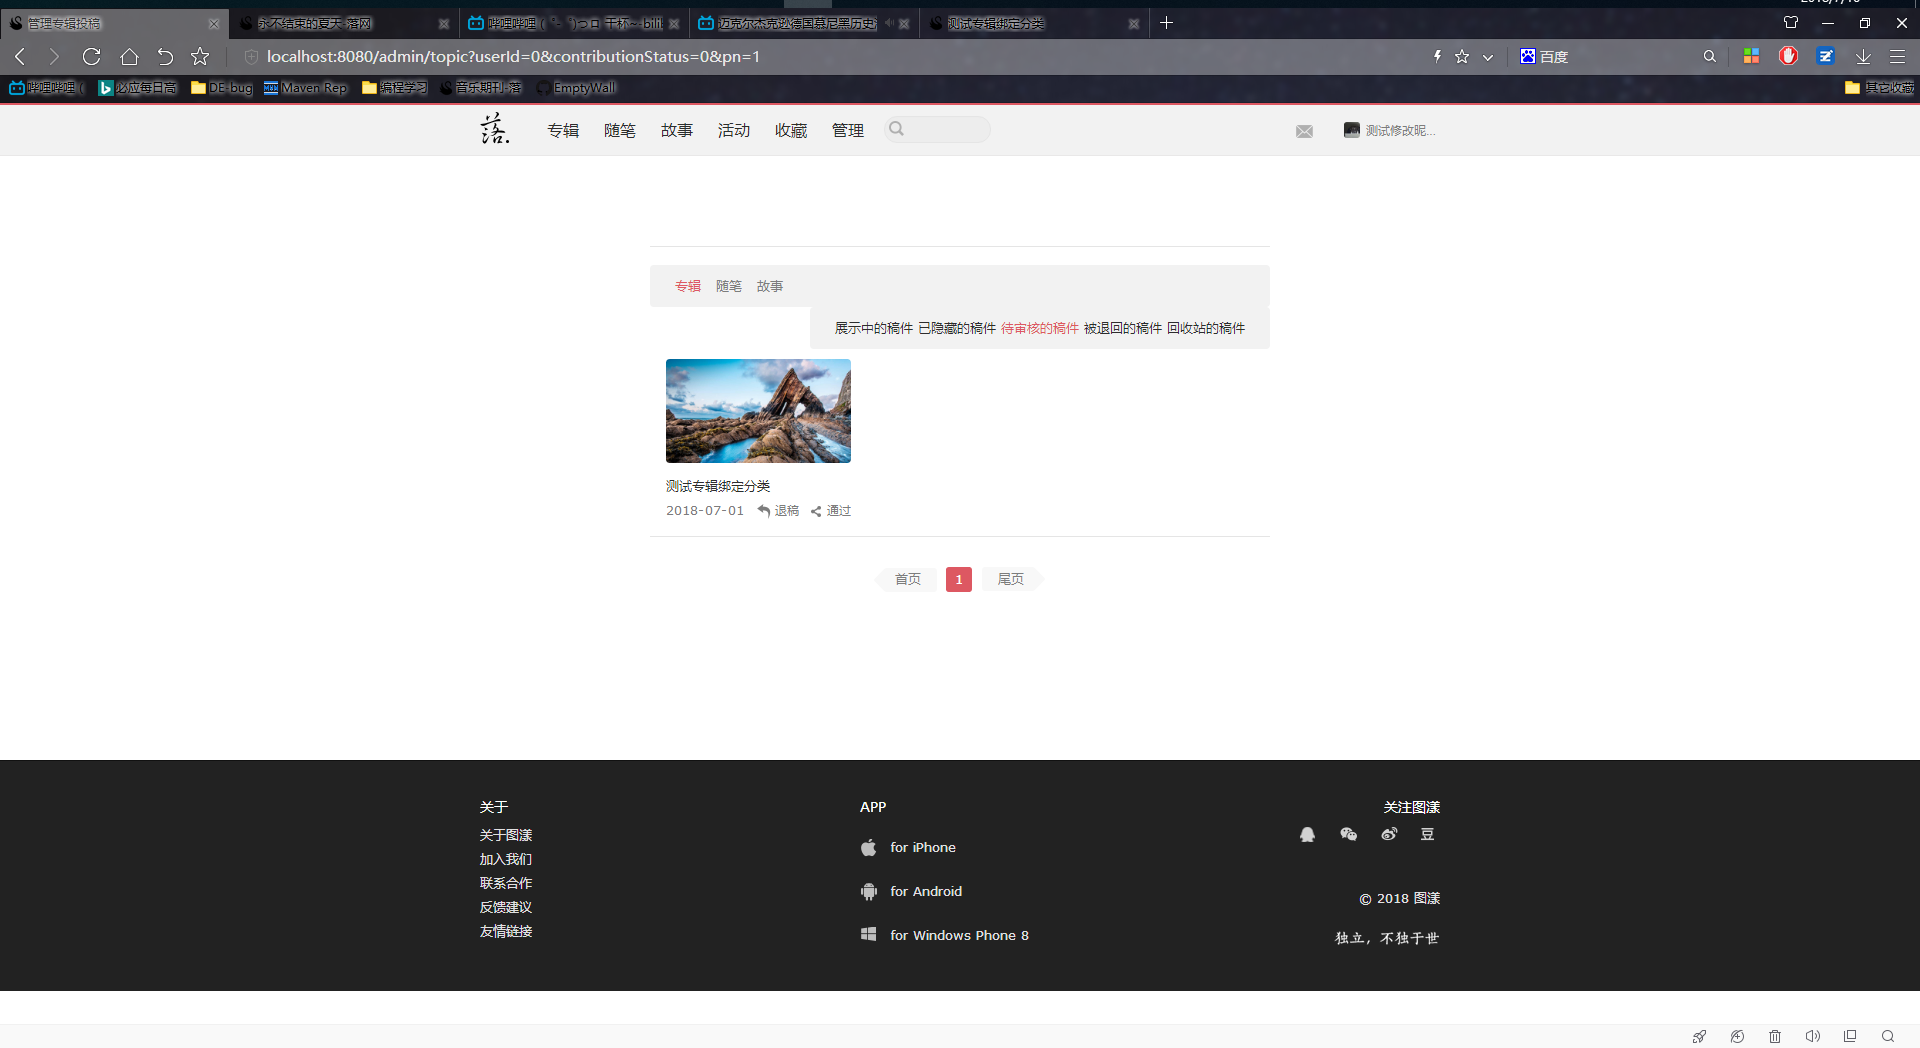 管理专辑投稿
永不结束的夏天-落网
哔哩哔哩 (゜-゜)つロ 干杯~-bili
迈克尔杰克逊德国慕尼黑历史
测试专辑绑定分类
localhost:8080/admin/topic?userId=0&contributionStatus=0&pn=1
百度
哔哩哔哩 (
必应每日高
DE-bug
Maven Rep
编程学习
音乐期刊-落
EmptyWall
其它收藏
落.
专辑 随笔 故事 活动 收藏 管理
测试修改昵...
专辑 随笔 故事
展示中的稿件 已隐藏的稿件 待审核的稿件 被退回的稿件 回收站的稿件
测试专辑绑定分类
2018-07-01 退稿 通过
首页 1 尾页
关于
关于图漾
加入我们
联系合作
反馈建议
友情链接
APP
for iPhone
for Android
for Windows Phone 8
关注图漾
豆
© 2018 图漾
独立，不独于世